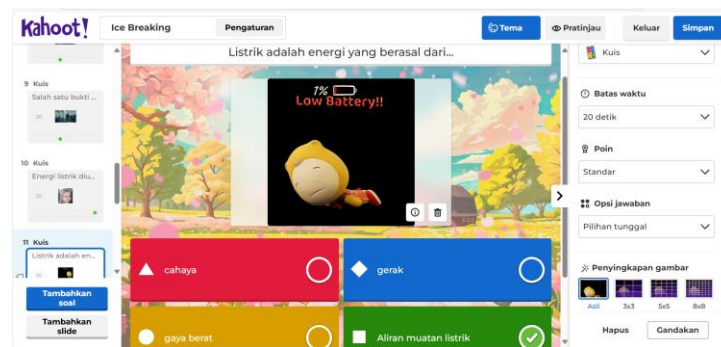 Kahoot!
Ice Breaking
Pengaturan
Tema
Pratinjau
Keluar
Simpan
9 Kuis
Salah satu bukti ...
10 Kuis
Energi listrik diu...
11 Kuis
Listrik adalah en...
Tambahkan soal
Tambahkan slide
Listrik adalah energi yang berasal dari...
1%
Low Battery!!
cahaya
gerak
gaya berat
Aliran muatan listrik
Kuis
Batas waktu
20 detik
Poin
Standar
Opsi jawaban
Pilihan tunggal
Penyingkapan gambar
Asli
3x3
5x5
8x8
Hapus
Gandakan